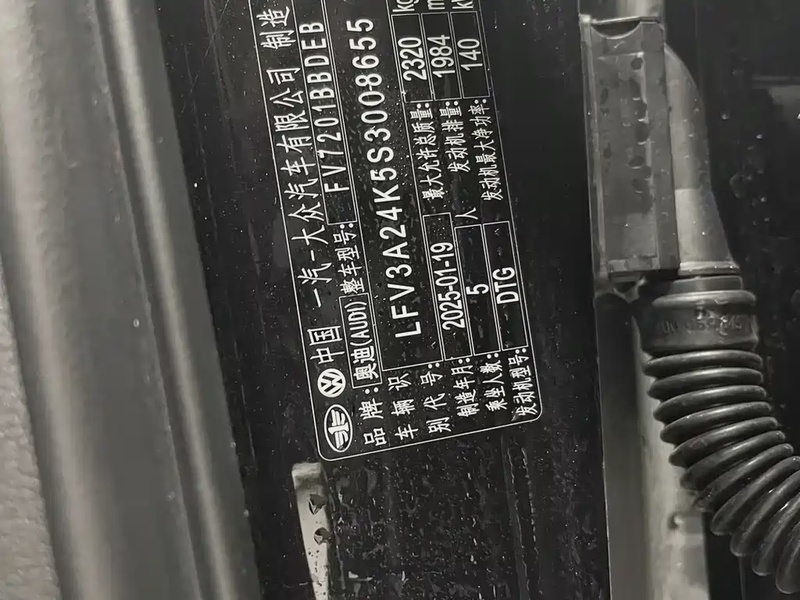 中国 一汽-大众汽车有限公司 制造
品牌: 奥迪(AUDI) 整车型号: FV7201BBDEB
车辆识别代号: LFV3A24K5S3008655
制造年月: 2025-01-19 最大允许总质量: 2320 kg
乘坐人数: 5 人 发动机排量: 1984 m
发动机型号: DTG 发动机最大净功率: 140 k